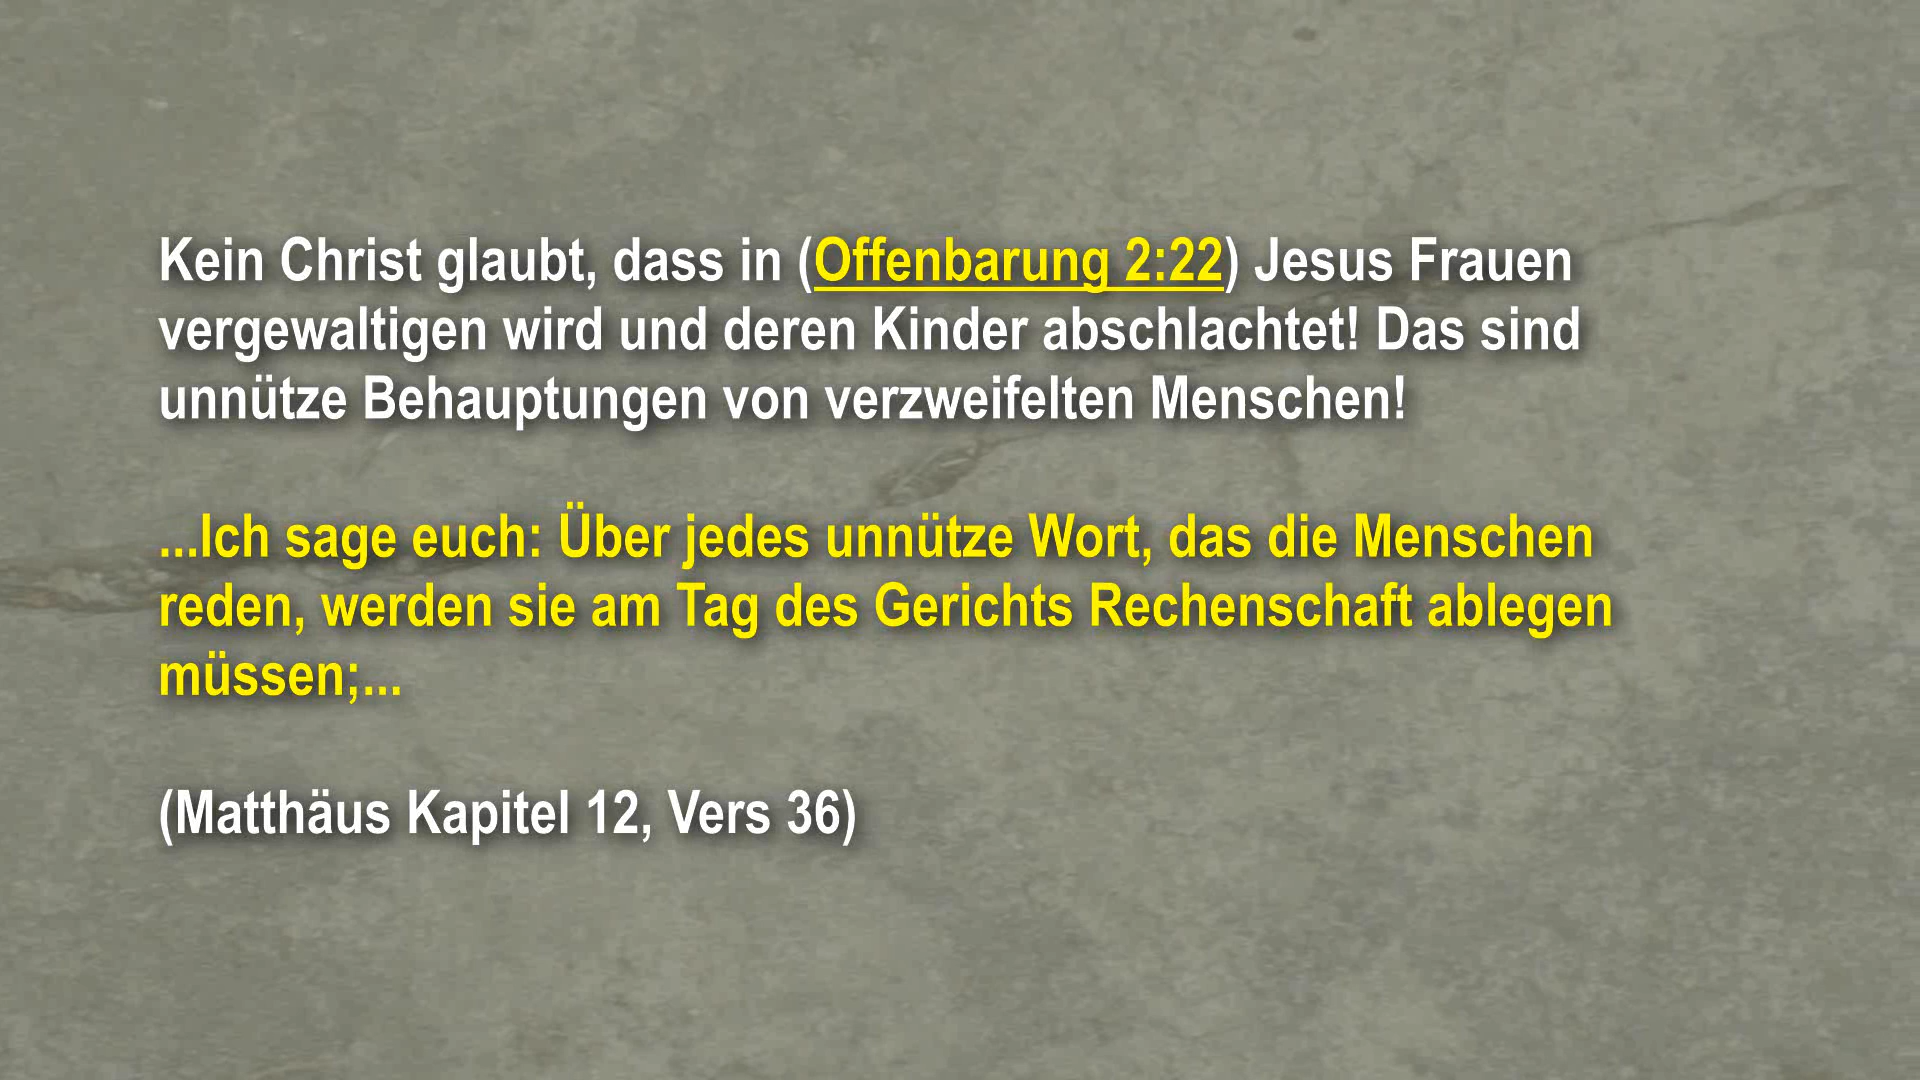 Kein Christ glaubt, dass in (Offenbarung 2:22) Jesus Frauen
vergewaltigen wird und deren Kinder abschlachtet! Das sind
unnütze Behauptungen von verzweifelten Menschen!
...Ich sage euch: Über jedes unnütze Wort, das die Menschen
reden, werden sie am Tag des Gerichts Rechenschaft ablegen
müssen;...
(Matthäus Kapitel 12, Vers 36)